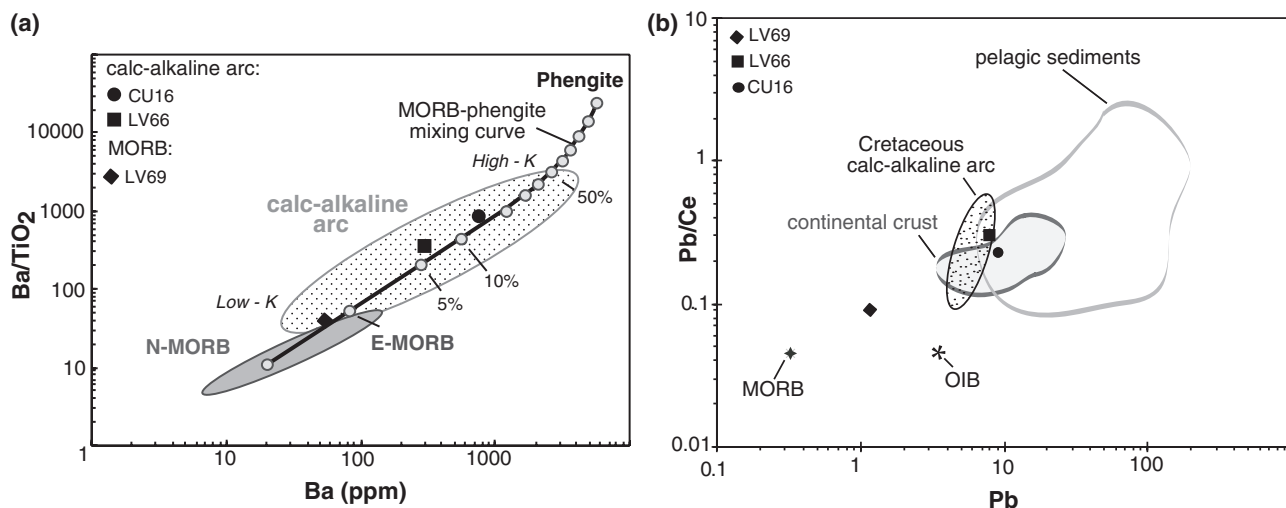 (a)
calc-alkaline arc:
CU16
LV66
MORB:
LV69
Phengite
MORB-phengite
mixing curve
High - K
50%
calc-alkaline
arc
10%
5%
Low - K
N-MORB
E-MORB
10000
1000
100
10
1
1
10
100
1000
Ba/TiO2
Ba (ppm)
(b)
LV69
LV66
CU16
pelagic sediments
Cretaceous
calc-alkaline arc
continental crust
MORB
OIB
10
1
0.1
0.01
0.1
1
10
100
Pb/Ce
Pb